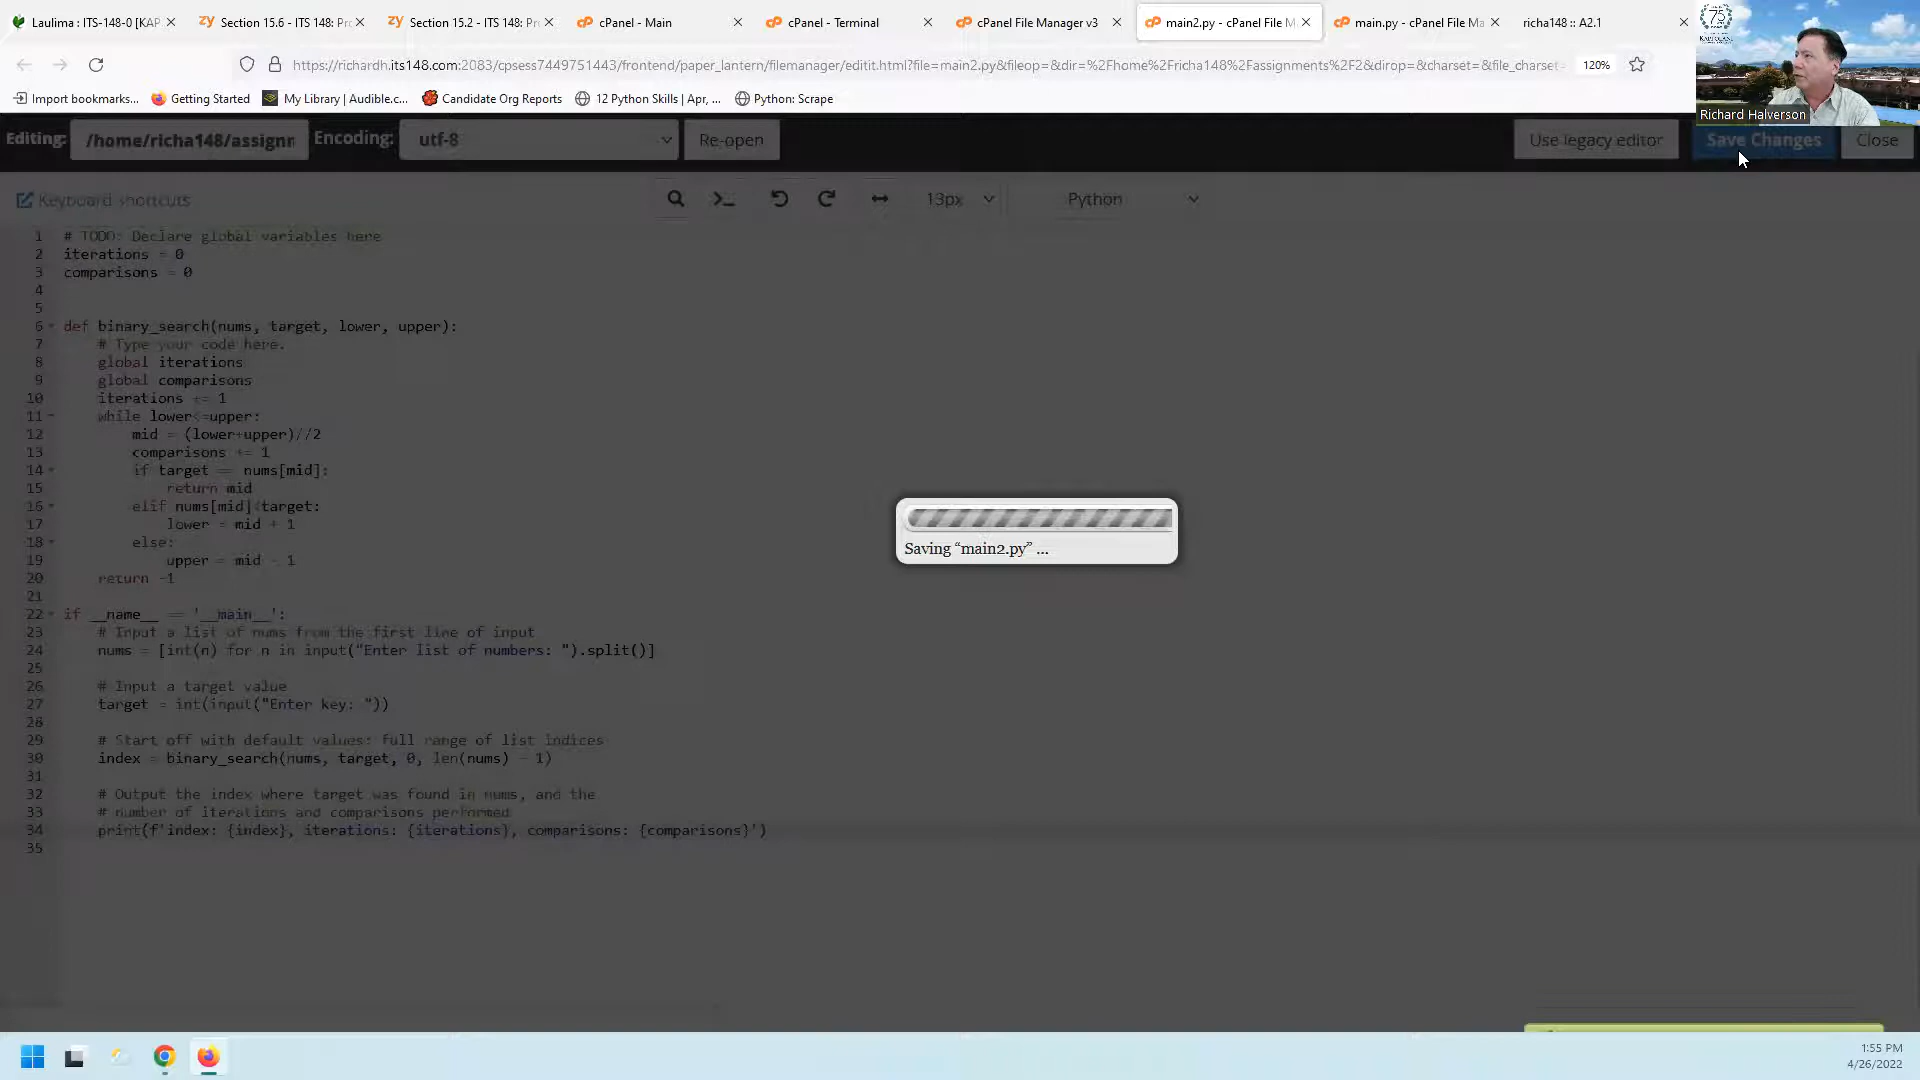 Laulima : ITS-148-0 [KAP
Section 15.6 - ITS 148: Pr
Section 15.2 - ITS 148: Pr
cPanel - Main
cPanel - Terminal
cPanel File Manager v3
main2.py - cPanel File M
main.py - cPanel File Ma
richa148 :: A2.1
https://richardh.its148.com:2083/cpsess7449751443/frontend/paper_lantern/filemanager/editit.html?file=main2.py&fileop=&dir=%2Fhome%2Fricha148%2Fassignments%2F2&dirop=&charset=&file_charset=
120%
Import bookmarks...
Getting Started
My Library | Audible.c...
Candidate Org Reports
12 Python Skills | Apr, ...
Python: Scrape
75
Richard Halverson
Editing:
/home/richa148/assignn
Encoding:
utf-8
Re-open
Use legacy editor
Save Changes
Close
Keyboard shortcuts
13px
Python
1 # TODO: Declare global variables here
2 iterations = 0
3 comparisons = 0
4
5
6 def binary_search(nums, target, lower, upper):
7 # Type your code here.
8 global iterations
9 global comparisons
10 iterations += 1
11 while lower<=upper:
12 mid = (lower+upper)//2
13 comparisons += 1
14 if target == nums[mid]:
15 return mid
16 elif nums[mid]<target:
17 lower = mid + 1
18 else:
19 upper = mid - 1
20 return -1
21
22 if __name__ == '__main__':
23 # Input a list of nums from the first line of input
24 nums = [int(n) for n in input("Enter list of numbers: ").split()]
25
26 # Input a target value
27 target = int(input("Enter key: "))
28
29 # Start off with default values: full range of list indices
30 index = binary_search(nums, target, 0, len(nums) - 1)
31
32 # Output the index where target was found in nums, and the
33 # number of iterations and comparisons performed
34 print(f'index: {index}, iterations: {iterations}, comparisons: {comparisons}')
35
Saving “main2.py” ...
1:55 PM
4/26/2022